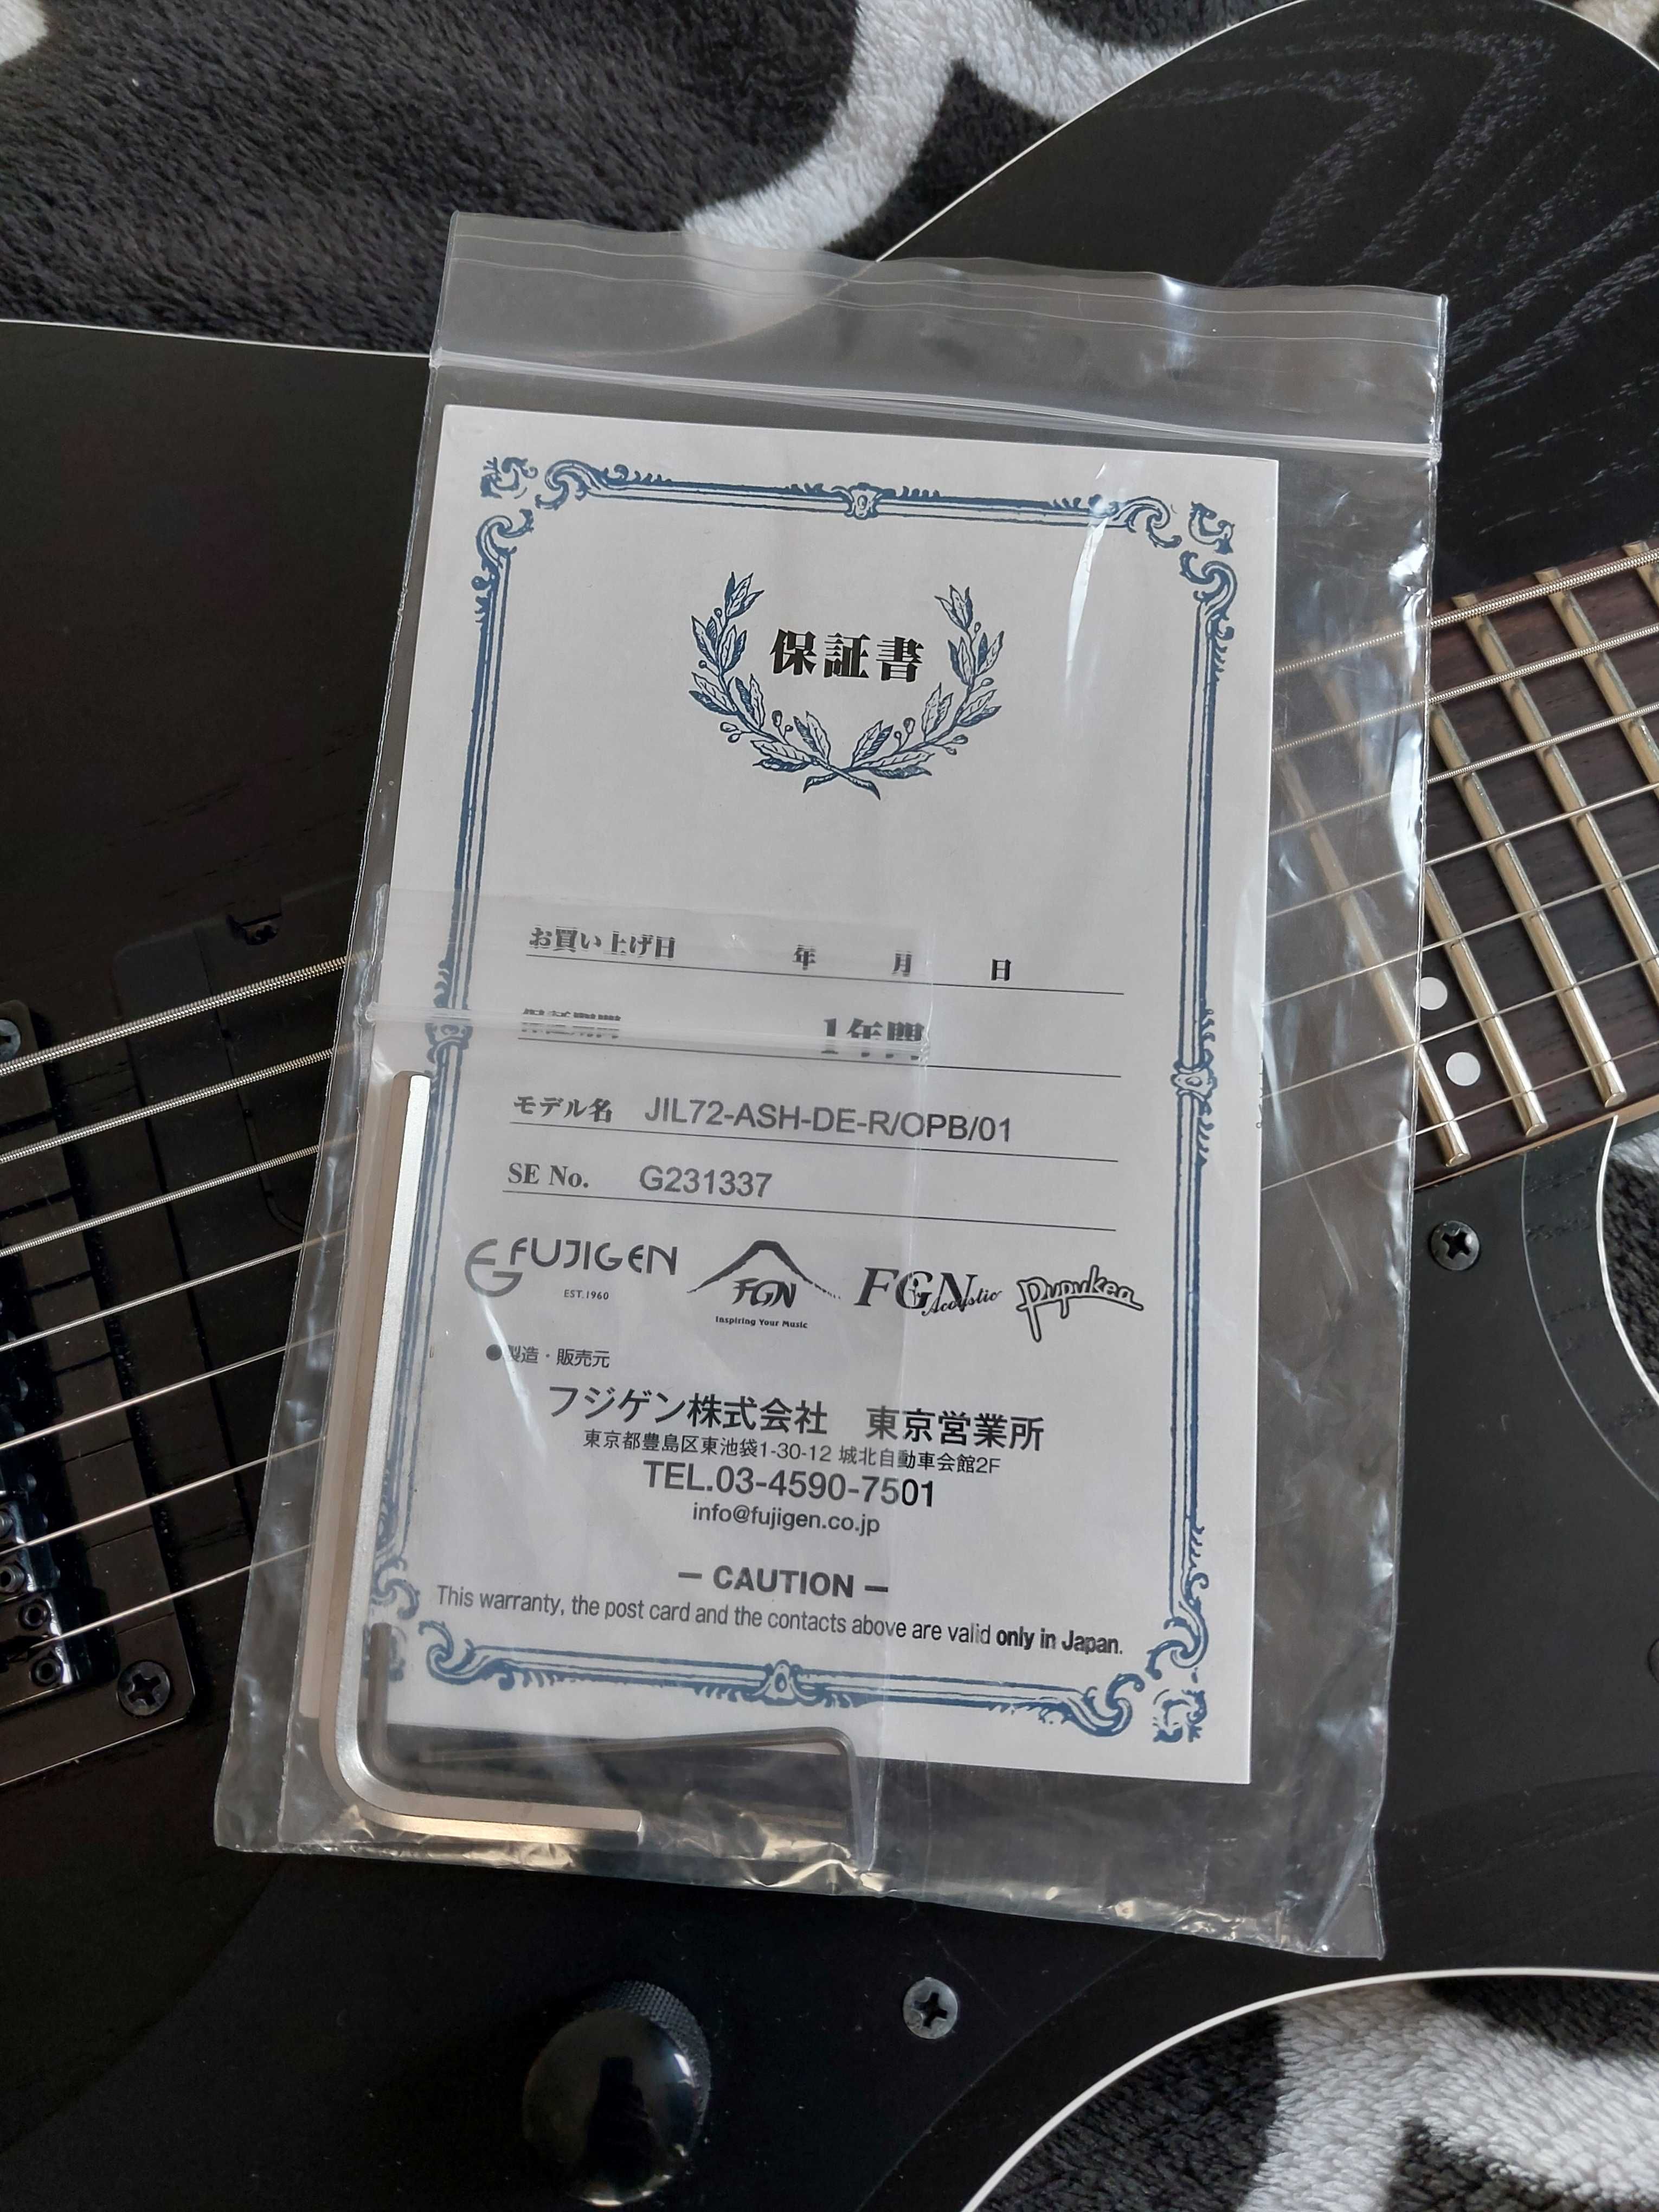 保証書
お買い上げ日 年 月 日
保証期間 1年間
モデル名 JIL72-ASH-DE-R/OPB/01
SE No. G231337
FUJIGEN
EST.1960
FGN
Inspiring Your Music
FGN Acoustic
Pupukea
●製造・販売元
フジゲン株式会社 東京営業所
東京都豊島区東池袋1-30-12 城北自動車会館2F
TEL.03-4590-7501
info@fujigen.co.jp
— CAUTION —
This warranty, the post card and the contacts above are valid only in Japan.